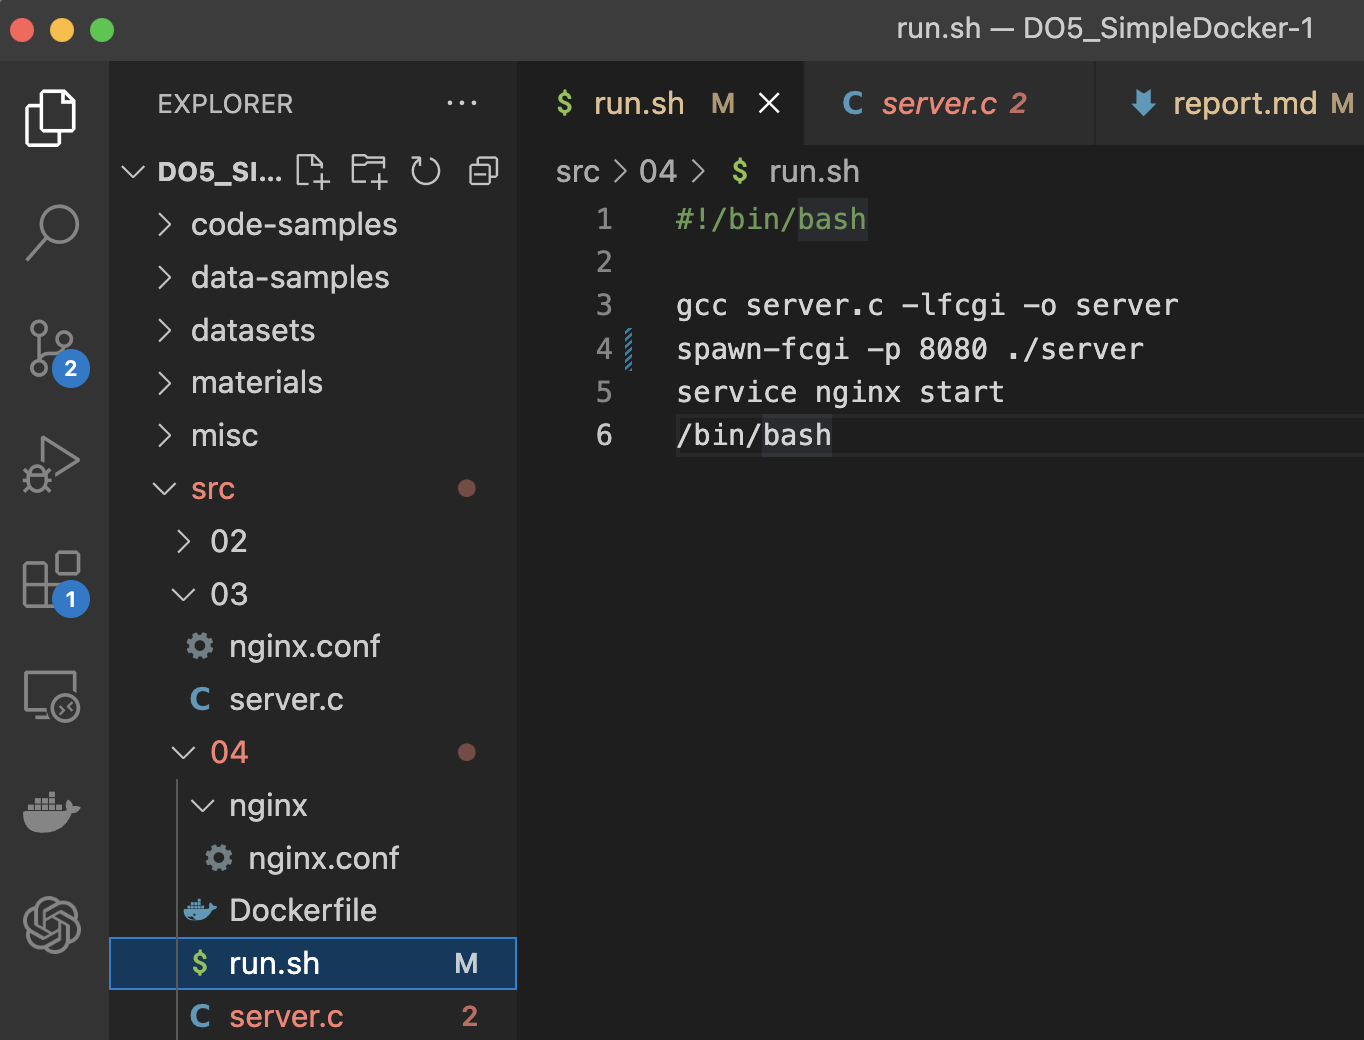 run.sh — DO5_SimpleDocker-1
EXPLORER
DO5_SI...
code-samples
data-samples
datasets
materials
misc
src
02
03
nginx.conf
C server.c
04
nginx
nginx.conf
Dockerfile
$ run.sh M
C server.c 2
2
1
$ run.sh M
C server.c 2
report.md M
src > 04 > $ run.sh
1 #!/bin/bash
2
3 gcc server.c -lfcgi -o server
4 spawn-fcgi -p 8080 ./server
5 service nginx start
6 /bin/bash